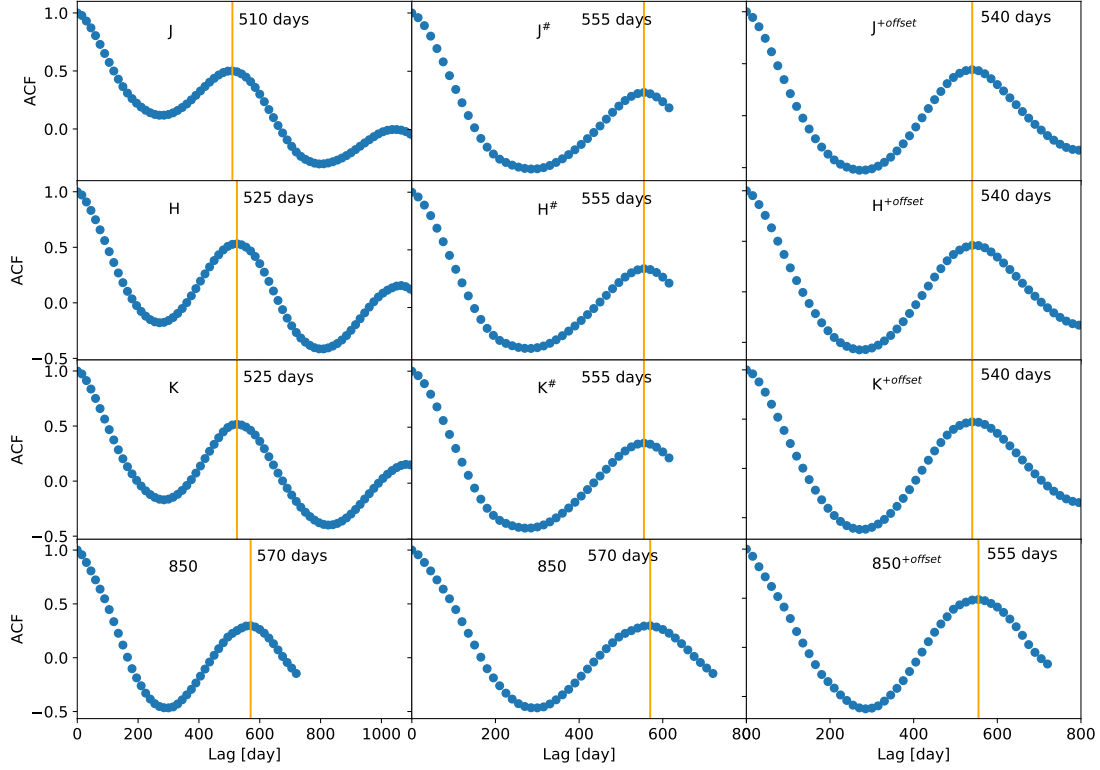 1.0
0.5
0.0
ACF
J
510 days
J#
555 days
J+offset
540 days
1.0
0.5
0.0
−0.5
ACF
H
525 days
H#
555 days
H+offset
540 days
1.0
0.5
0.0
−0.5
ACF
K
525 days
K#
555 days
K+offset
540 days
1.0
0.5
0.0
−0.5
ACF
850
570 days
850
570 days
850+offset
555 days
0 200 400 600 800 1000
0 200 400 600 800
0 200 400 600 800
Lag [day]
Lag [day]
Lag [day]